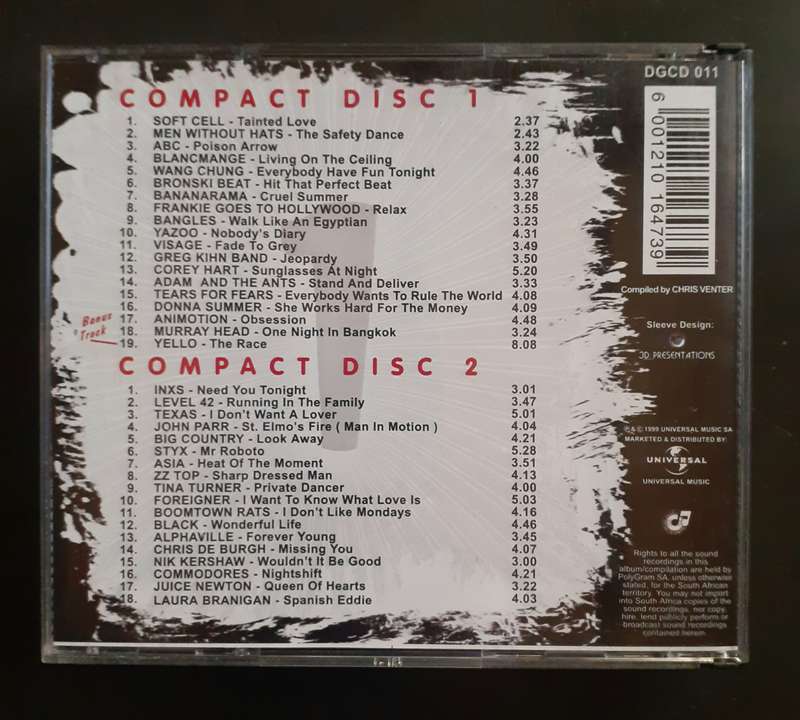 COMPACT DISC 1
1. SOFT CELL - Tainted Love 2.37
2. MEN WITHOUT HATS - The Safety Dance 2.43
3. ABC - Poison Arrow 3.22
4. BLANCMANGE - Living On The Ceiling 4.00
5. WANG CHUNG - Everybody Have Fun Tonight 4.46
6. BRONSKI BEAT - Hit That Perfect Beat 3.37
7. BANANARAMA - Cruel Summer 3.28
8. FRANKIE GOES TO HOLLYWOOD - Relax 3.55
9. BANGLES - Walk Like An Egyptian 3.23
10. YAZOO - Nobody's Diary 4.31
11. VISAGE - Fade To Grey 3.49
12. GREG KIHN BAND - Jeopardy 3.50
13. COREY HART - Sunglasses At Night 5.20
14. ADAM AND THE ANTS - Stand And Deliver 3.33
15. TEARS FOR FEARS - Everybody Wants To Rule The World 4.08
16. DONNA SUMMER - She Works Hard For The Money 4.09
17. ANIMOTION - Obsession 4.48
18. MURRAY HEAD - One Night In Bangkok 3.24
Bonus
Track
19. YELLO - The Race 8.08
COMPACT DISC 2
1. INXS - Need You Tonight 3.01
2. LEVEL 42 - Running In The Family 3.47
3. TEXAS - I Don't Want A Lover 5.01
4. JOHN PARR - St. Elmo's Fire ( Man In Motion ) 4.04
5. BIG COUNTRY - Look Away 4.21
6. STYX - Mr Roboto 5.28
7. ASIA - Heat Of The Moment 3.51
8. ZZ TOP - Sharp Dressed Man 4.13
9. TINA TURNER - Private Dancer 4.00
10. FOREIGNER - I Want To Know What Love Is 5.03
11. BOOMTOWN RATS - I Don't Like Mondays 4.16
12. BLACK - Wonderful Life 4.46
13. ALPHAVILLE - Forever Young 3.45
14. CHRIS DE BURGH - Missing You 4.07
15. NIK KERSHAW - Wouldn't It Be Good 3.00
16. COMMODORES - Nightshift 4.21
17. JUICE NEWTON - Queen Of Hearts 3.22
18. LAURA BRANIGAN - Spanish Eddie 4.03
DGCD 011
6 001210 164739
Compiled by CHRIS VENTER
Sleeve Design:
JD PRESENTATIONS
℗ & © 1999 UNIVERSAL MUSIC SA
MARKETED & DISTRIBUTED BY:
UNIVERSAL
UNIVERSAL MUSIC
Rights to all the sound
recordings in this
album/compilation are held by
PolyGram SA, unless otherwise
stated, for the South African
territory. You may not import
into South Africa copies of the
sound recordings, nor copy,
hire, lend publicly perform or
broadcast sound recordings
contained herein.